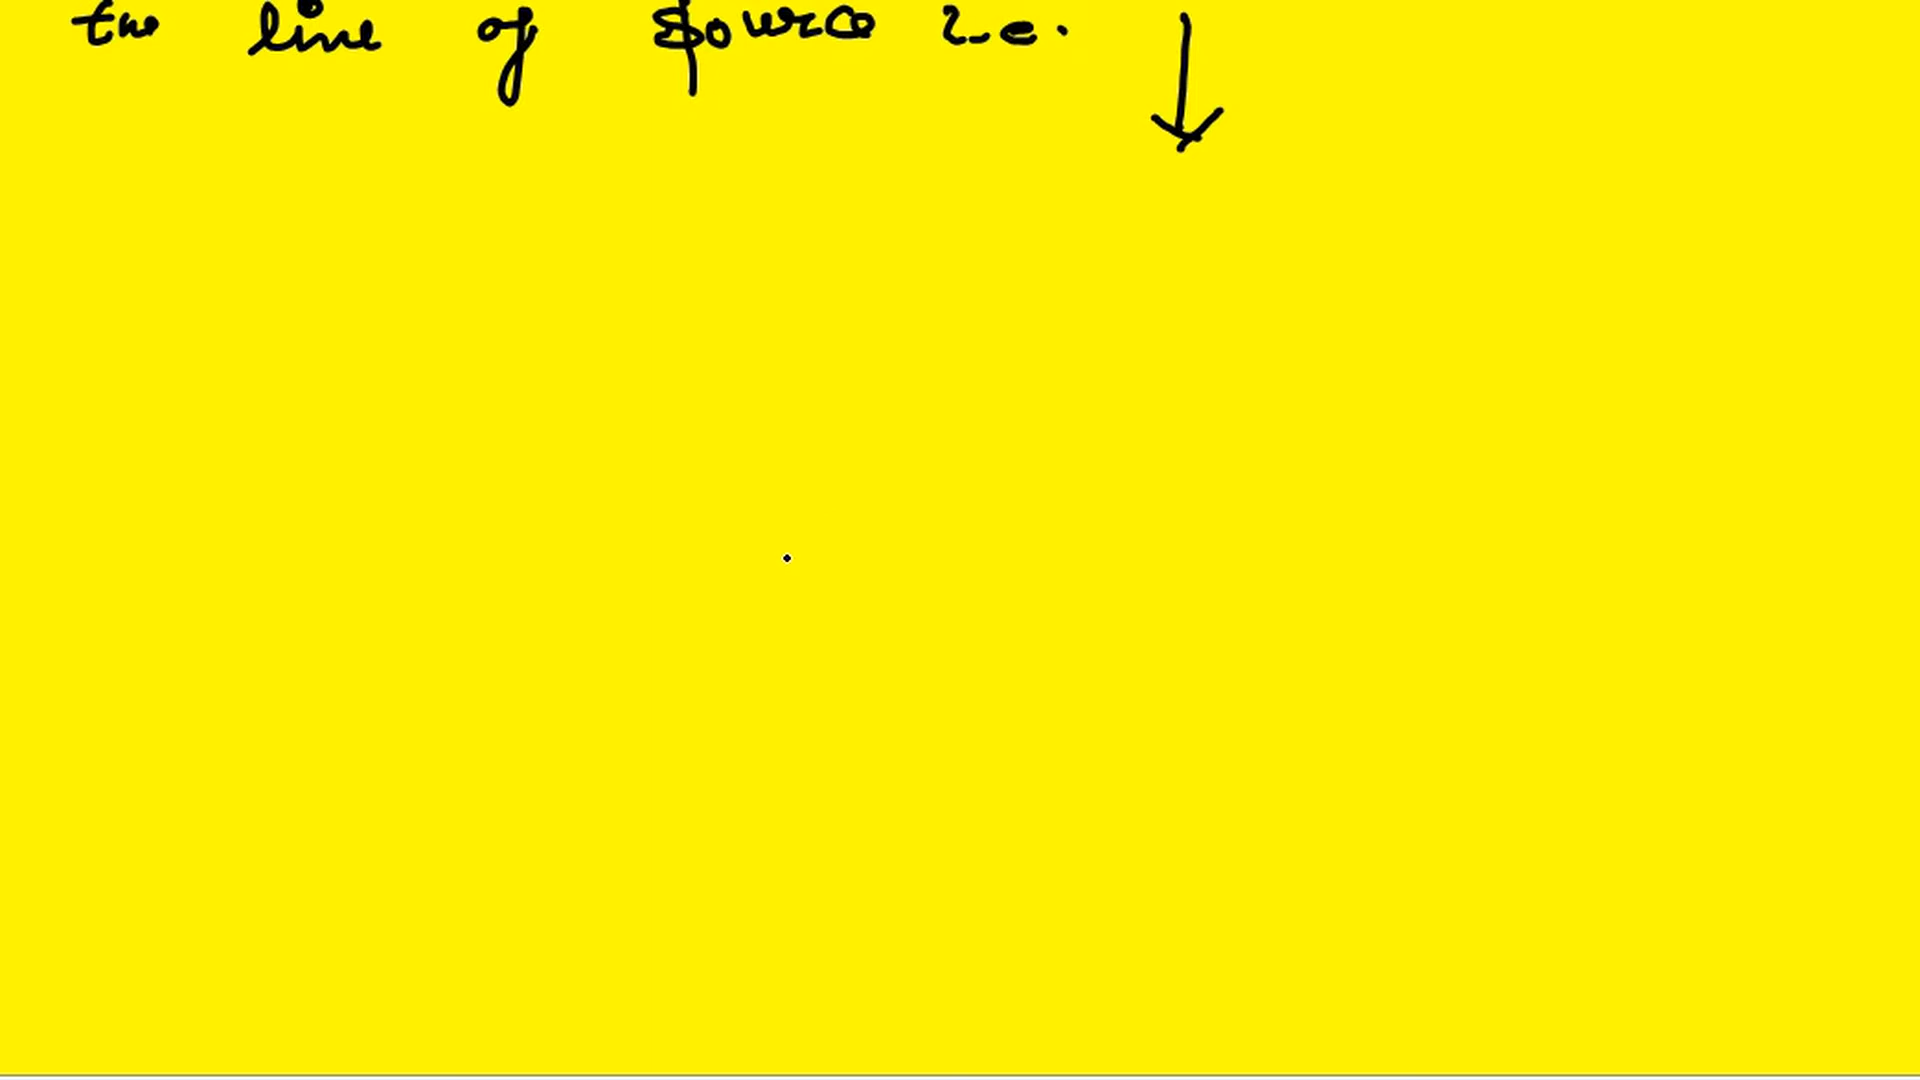 the line of source i.e. ↓